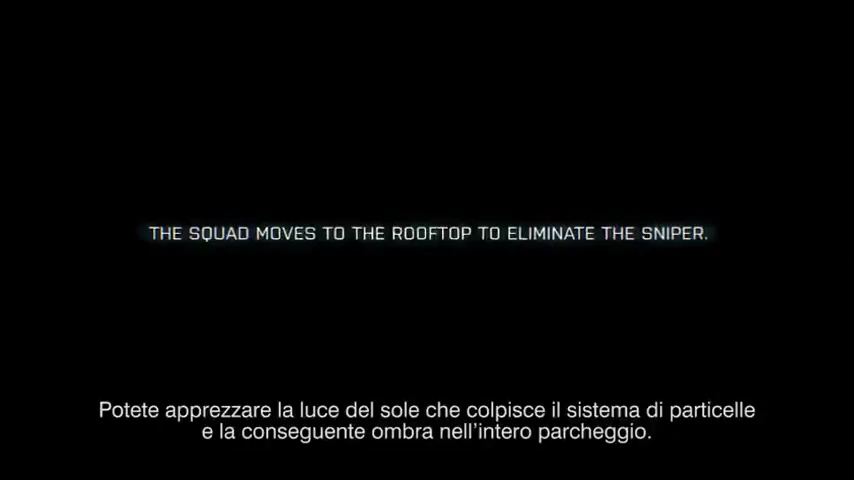 THE SQUAD MOVES TO THE ROOFTOP TO ELIMINATE THE SNIPER.
Potete apprezzare la luce del sole che colpisce il sistema di particelle
e la conseguente ombra nell'intero parcheggio.